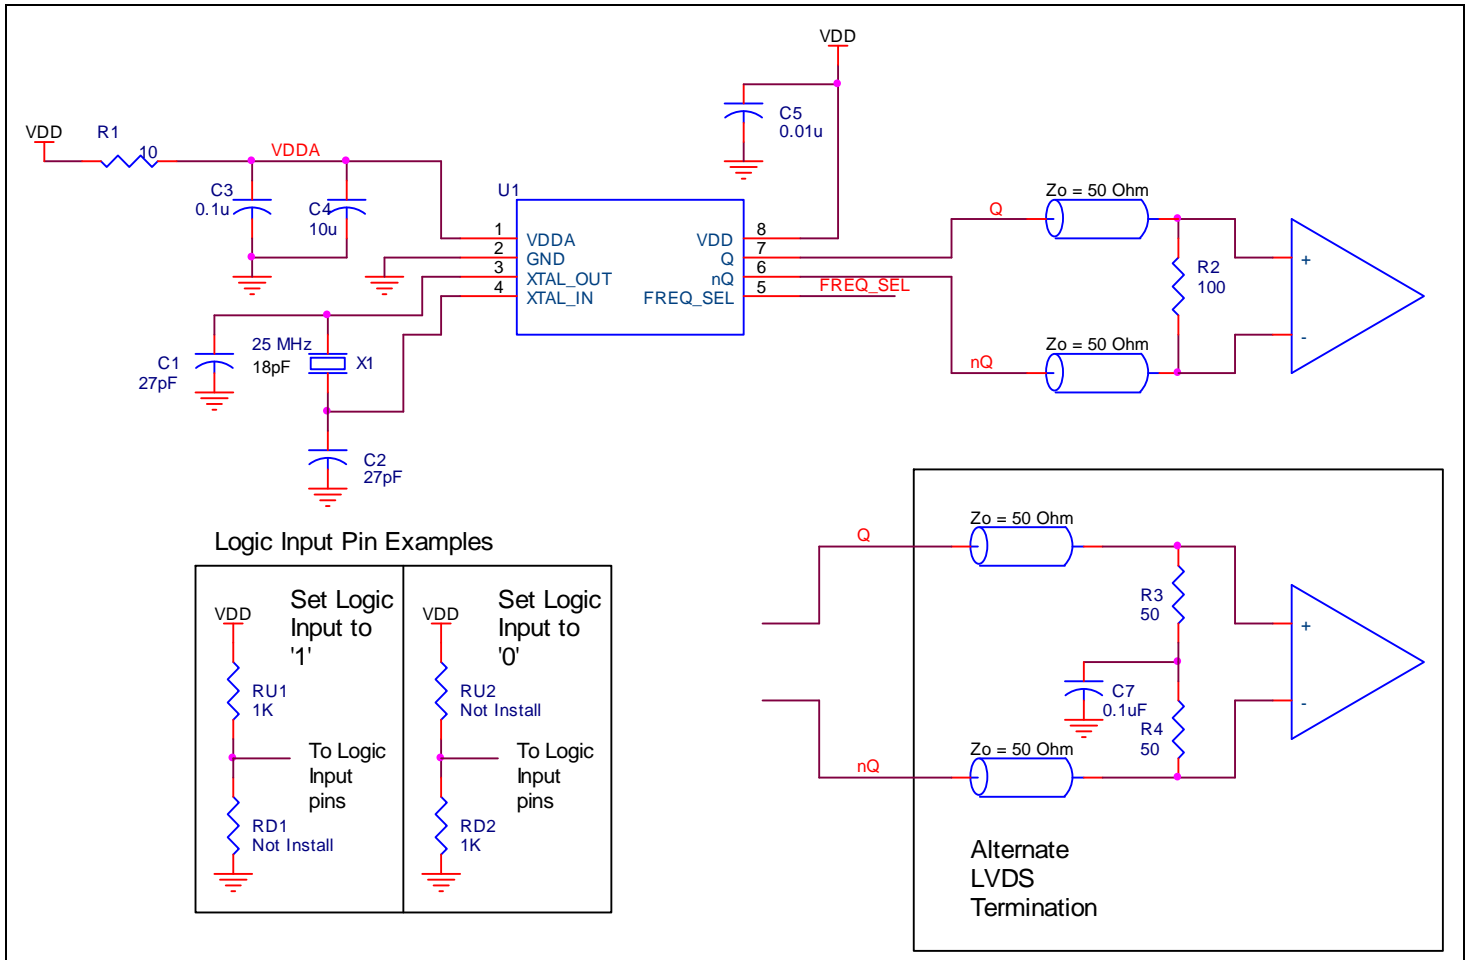 VDD
C5
0.01u
VDD
R1
10
VDDA
C3
0.1u
C4
10u
U1
1
2
3
4
VDDA
GND
XTAL_OUT
XTAL_IN
VDD
Q
nQ
FREQ_SEL
8
7
6
5
FREQ_SEL
Q
Zo = 50 Ohm
R2
100
+
-
nQ
Zo = 50 Ohm
C1
27pF
25 MHz
18pF
X1
C2
27pF
Logic Input Pin Examples
VDD
Set Logic
Input to
'1'
RU1
1K
To Logic
Input
pins
RD1
Not Install
VDD
Set Logic
Input to
'0'
RU2
Not Install
To Logic
Input
pins
RD2
1K
Q
Zo = 50 Ohm
R3
50
+
-
C7
0.1uF
R4
50
nQ
Zo = 50 Ohm
Alternate
LVDS
Termination